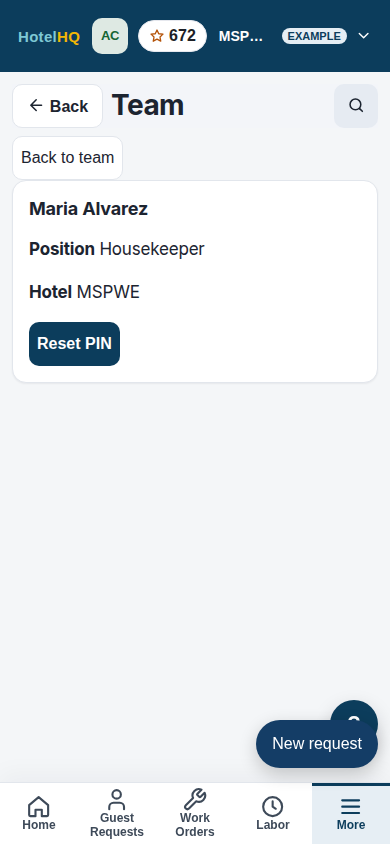 HotelHQ AC 672 MSP... EXAMPLE
Back Team
Back to team
Maria Alvarez
Position Housekeeper
Hotel MSPWE
Reset PIN
New request
Home
Guest
Requests
Work
Orders
Labor
More